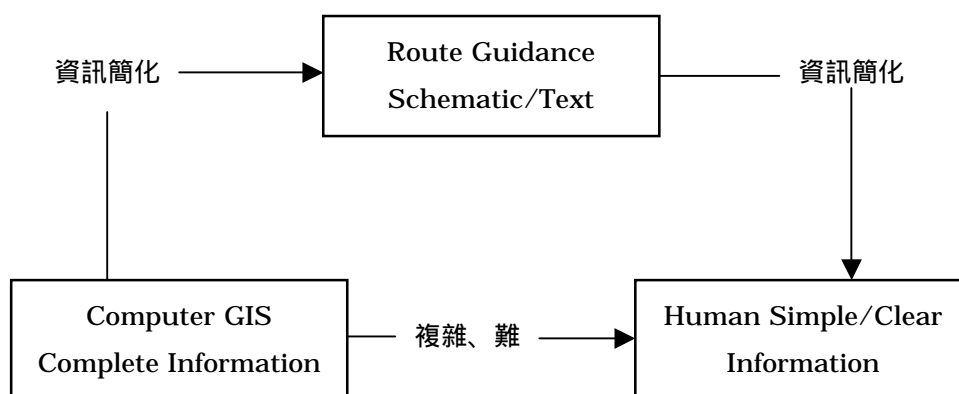 Route Guidance
Schematic/Text
資訊簡化
資訊簡化
Computer GIS
Complete Information
複雜、難
Human Simple/Clear
Information